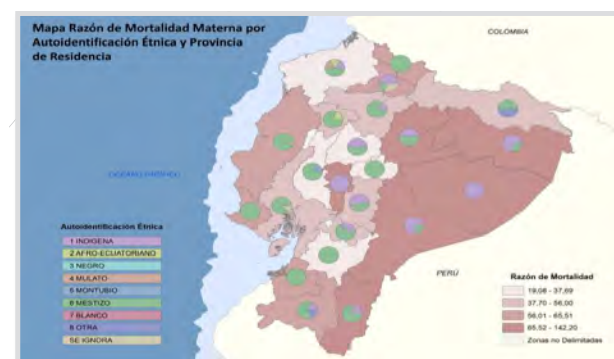 Mapa Razón de Mortalidad Materna por
Autoidentificación Étnica y Provincia
de Residencia
COLOMBIA
OCÉANO PACÍFICO
Autoidentificación Étnica
1 INDIGENA
2 AFRO-ECUATORIANO
3 NEGRO
4 MULATO
5 MONTUBIO
6 MESTIZO
7 BLANCO
8 OTRA
SE IGNORA
PERÚ
Razón de Mortalidad
19,08 - 37,69
37,70 - 56,00
56,01 - 65,51
65,52 - 142,20
Zonas no Delimitadas